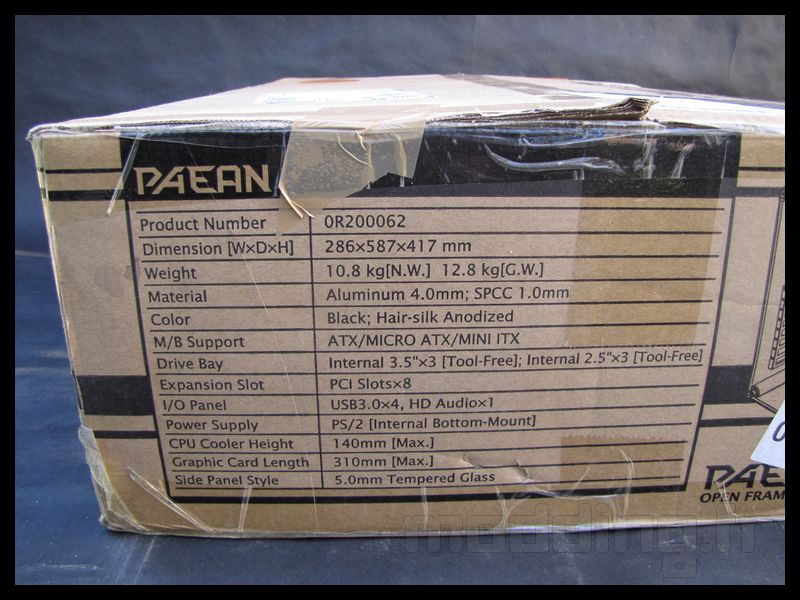 PAEAN
Product Number 0R200062
Dimension [W×D×H] 286×587×417 mm
Weight 10.8 kg[N.W.] 12.8 kg[G.W.]
Material Aluminum 4.0mm; SPCC 1.0mm
Color Black; Hair-silk Anodized
M/B Support ATX/MICRO ATX/MINI ITX
Drive Bay Internal 3.5"×3 [Tool-Free]; Internal 2.5"×3 [Tool-Free]
Expansion Slot PCI Slots×8
I/O Panel USB3.0×4, HD Audio×1
Power Supply PS/2 [Internal Bottom-Mount]
CPU Cooler Height 140mm [Max.]
Graphic Card Length 310mm [Max.]
Side Panel Style 5.0mm Tempered Glass
PAEA
OPEN FRAM
modding.fr